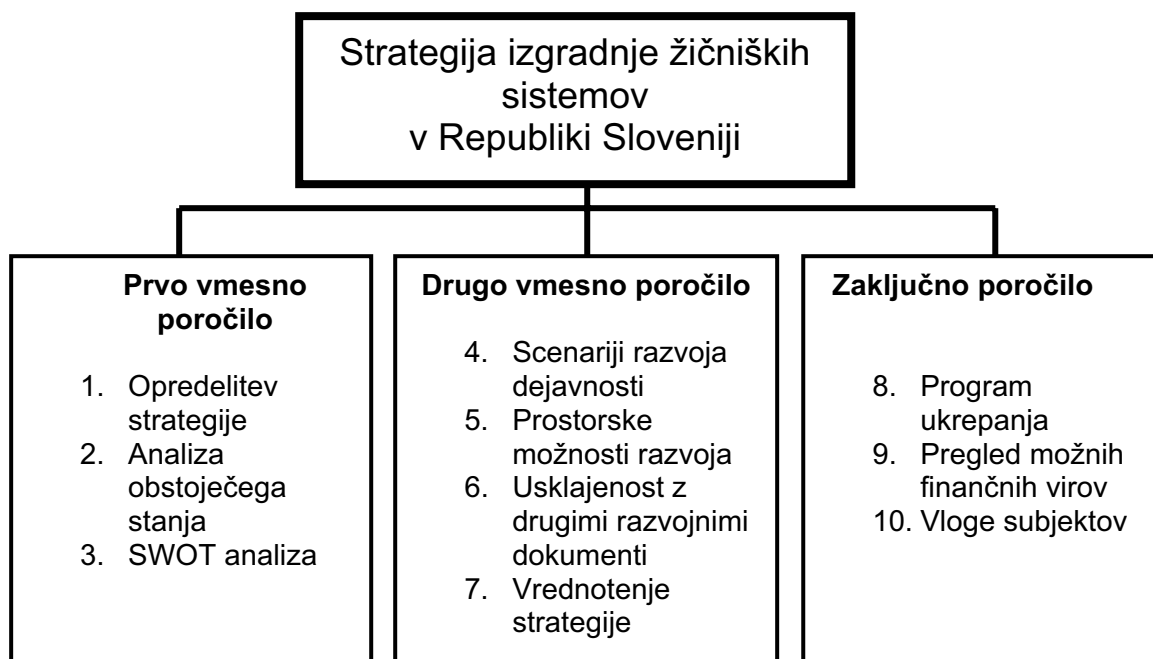 Strategija izgradnje žičniških
sistemov
v Republiki Sloveniji
Prvo vmesno
poročilo
1. Opredelitev
strategije
2. Analiza
obstoječega
stanja
3. SWOT analiza
Drugo vmesno poročilo
4. Scenariji razvoja
dejavnosti
5. Prostorske
možnosti razvoja
6. Usklajenost z
drugimi razvojnimi
dokumenti
7. Vrednotenje
strategije
Zaključno poročilo
8. Program
ukrepanja
9. Pregled možnih
finančnih virov
10. Vloge subjektov